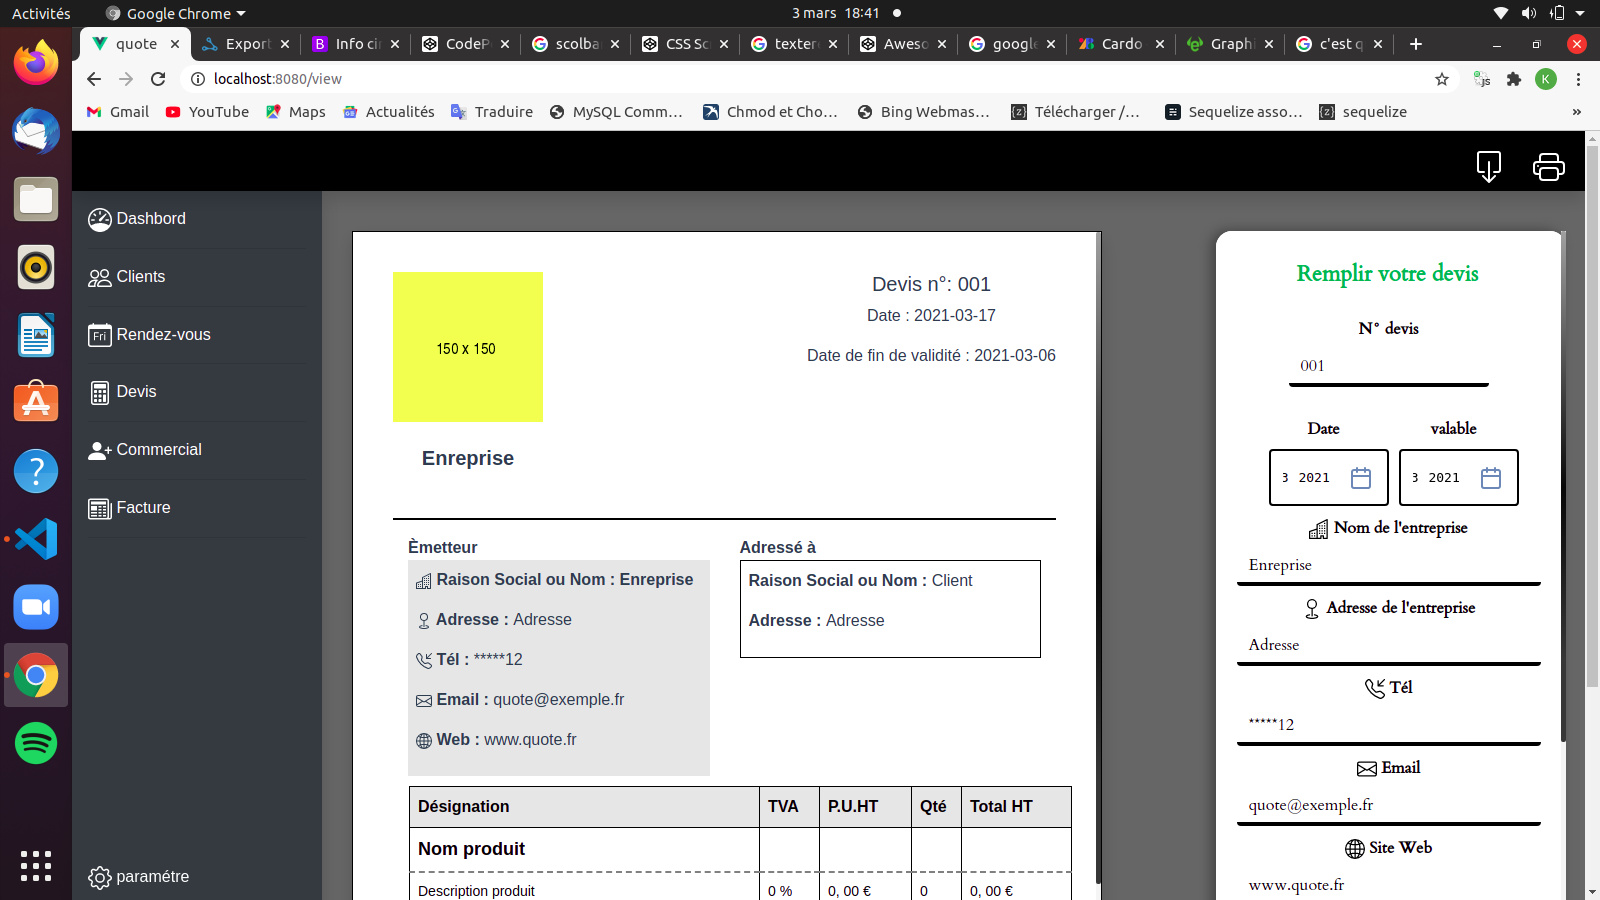 Activités Google Chrome 3 mars 18:41
quote Export Info ci CodeP scolba CSS Sc texter Aweso google Cardo Graph c'est q
localhost:8080/view K
Gmail YouTube Maps Actualités Traduire MySQL Comm... Chmod et Cho... Bing Webmas... Télécharger /... Sequelize asso... sequelize »
Dashbord
Clients
Fri Rendez-vous
Devis
Commercial
Facture
paramétre
150 x 150
Devis n°: 001
Date : 2021-03-17
Date de fin de validité : 2021-03-06
Enreprise
Èmetteur
Raison Social ou Nom : Enreprise
Adresse : Adresse
Tél : *****12
Email : quote@exemple.fr
Web : www.quote.fr
Adressé à
Raison Social ou Nom : Client
Adresse : Adresse
Désignation TVA P.U.HT Qté Total HT
Nom produit
Description produit 0 % 0, 00 € 0 0, 00 €
Remplir votre devis
N° devis
001
Date valable
3 2021 3 2021
Nom de l'entreprise
Enreprise
Adresse de l'entreprise
Adresse
Tél
*****12
Email
quote@exemple.fr
Site Web
www.quote.fr